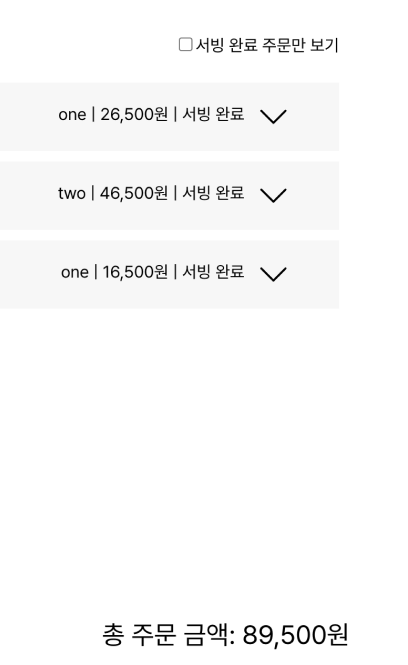 서빙 완료 주문만 보기
one | 26,500원 | 서빙 완료
two | 46,500원 | 서빙 완료
one | 16,500원 | 서빙 완료
총 주문 금액: 89,500원